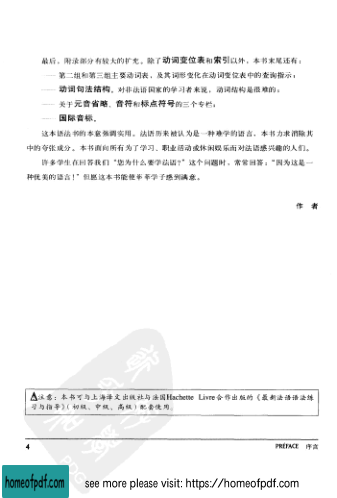 最后，附录部分有较大的扩充。除了动词变位表和索引以外，本书末尾还有：
——第二组和第三组主要动词表，及其词形变化在动词变位表中的查询指示；
——动词句法结构，对非法语国家的学习者来说，动词结构是很难的；
——关于元音省略、音符和标点符号的三个专栏；
——国际音标。
这本语法书的本意强调实用。法语历来被认为是一种难学的语言，本书力求消除其
中的夸张成分。本书面向所有为了学习、职业活动或休闲娱乐而对法语感兴趣的人们。
许多学生在回答我们“您为什么要学法语？”这个问题时，常常回答：“因为这是一
种优美的语言！”但愿这本书能使莘莘学子感到满意。
作 者
注意：本书可与上海译文出版社与法国Hachette Livre合作出版的《最新法语语法练
习与指导》（初级、中级、高级）配套使用。
4
PRÉFACE 序言
homeofpdf.com
see more please visit: https://homeofpdf.com